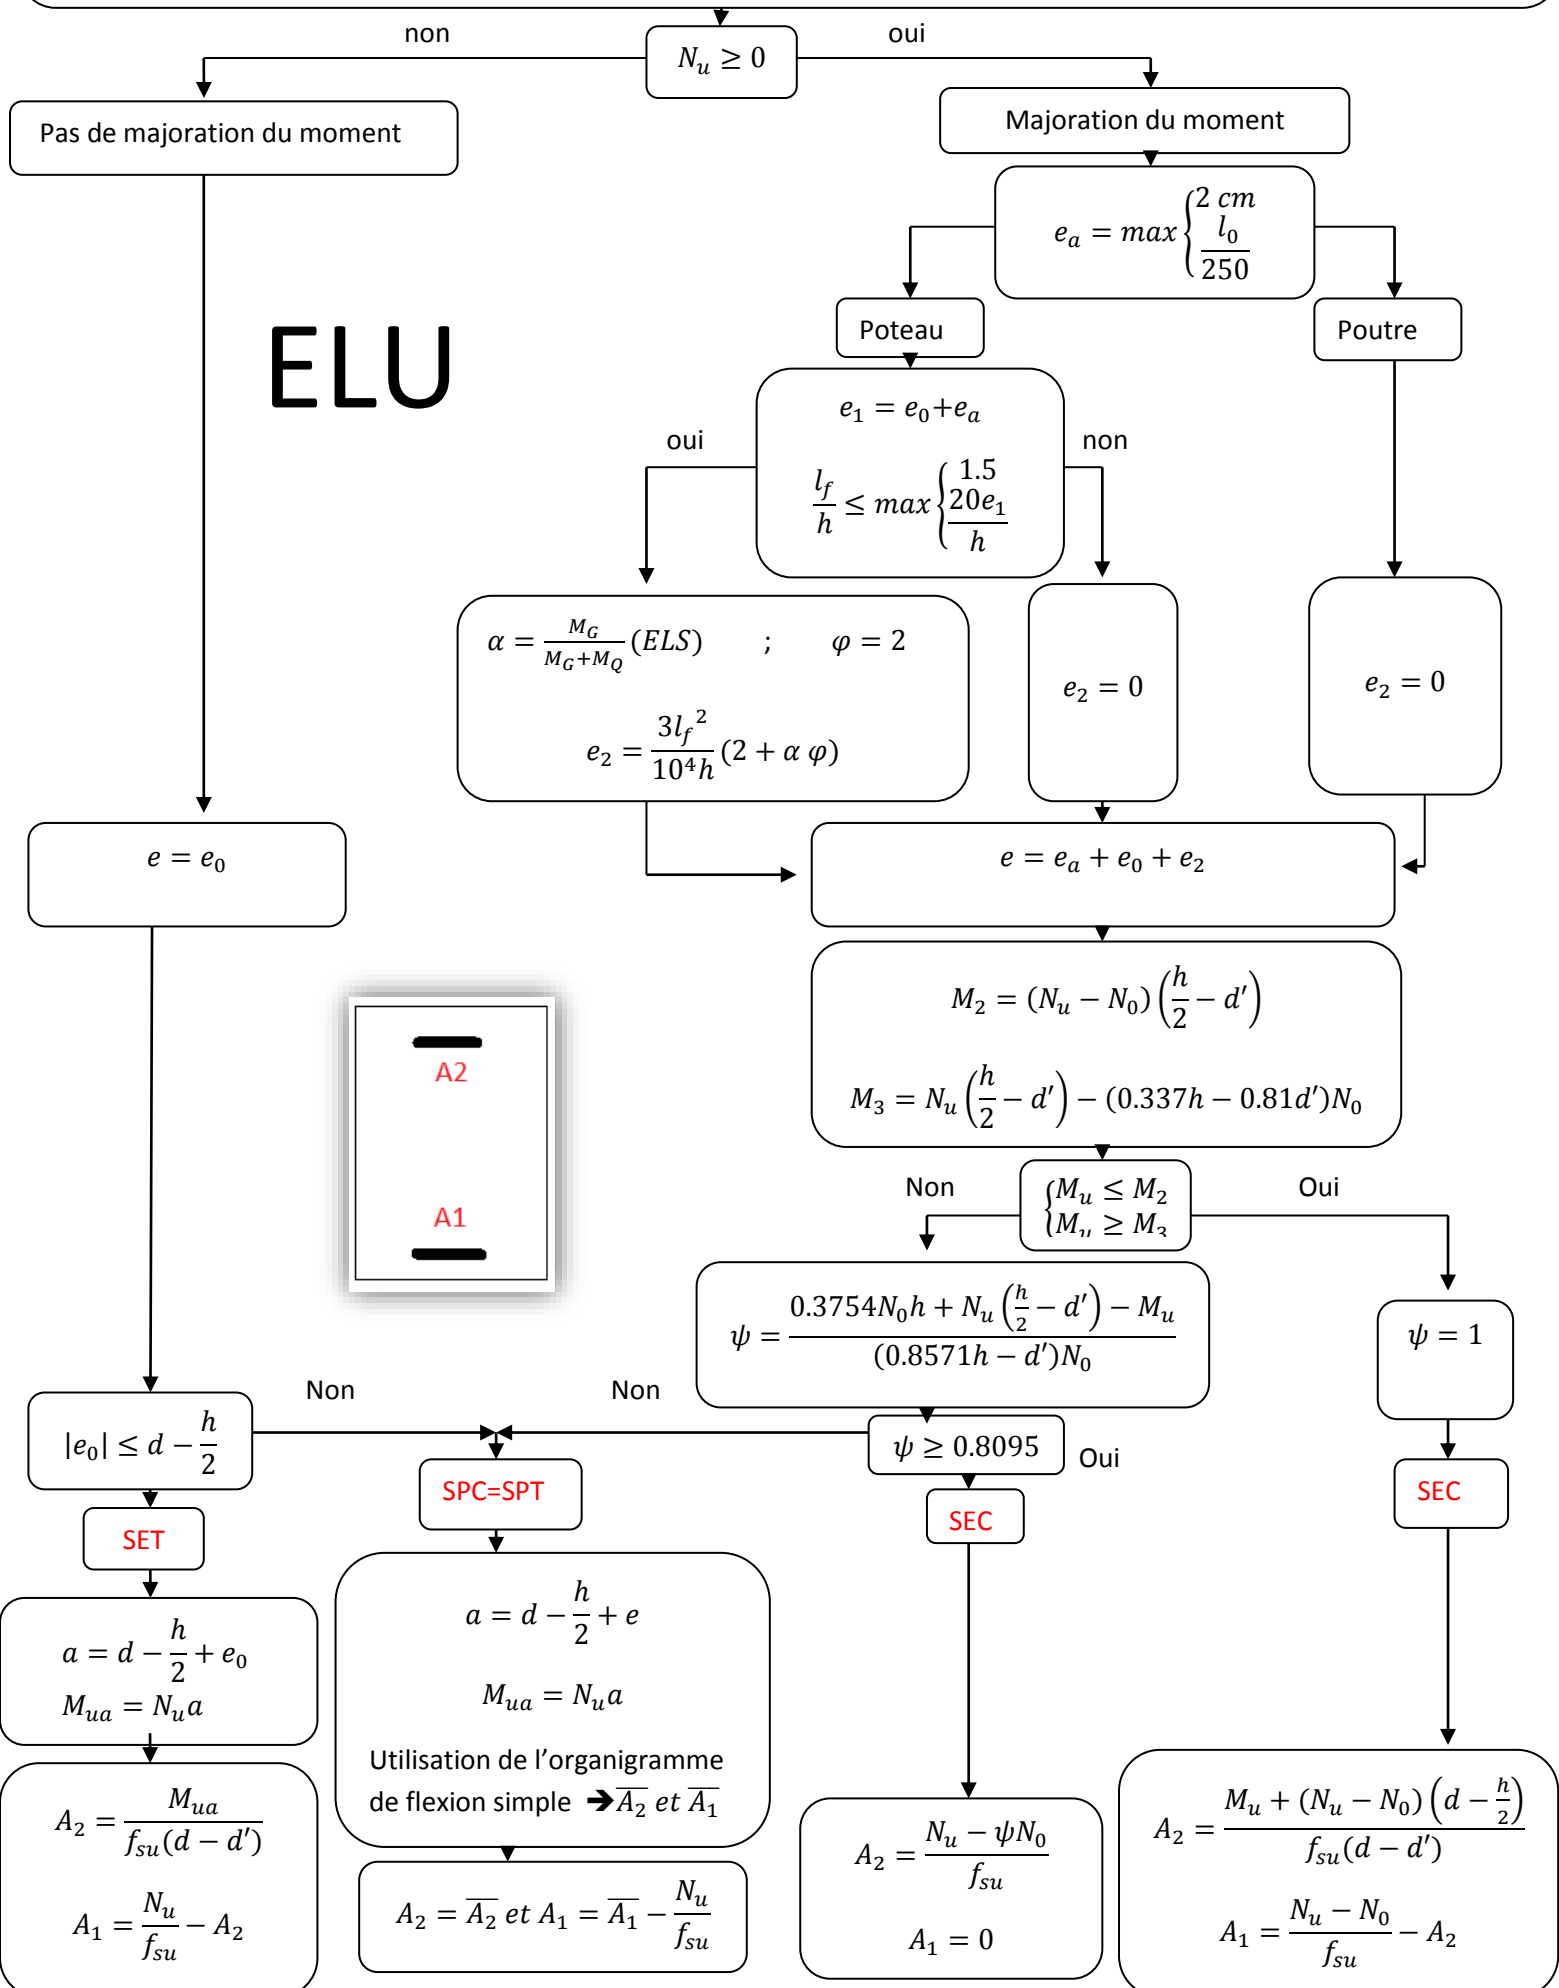 non
oui
N_u ≥ 0
Pas de majoration du moment
Majoration du moment
e_a = max { 2 cm ; l_0/250
Poteau
Poutre
ELU
e_1 = e_0+e_a
oui
non
l_f/h ≤ max { 1.5 ; 20e_1/h
α = M_G/(M_G+M_Q) (ELS) ; φ = 2
e_2 = 3l_f²/(10⁴h) (2 + α φ)
e_2 = 0
e_2 = 0
e = e_0
e = e_a + e_0 + e_2
M_2 = (N_u − N_0)(h/2 − d′)
M_3 = N_u(h/2 − d′) − (0.337h − 0.81d′)N_0
A2
A1
Non
{ M_u ≤ M_2
M_u ≥ M_3
Oui
ψ = (0.3754N_0h + N_u(h/2 − d′) − M_u)/((0.8571h − d′)N_0)
ψ = 1
Non
Non
|e_0| ≤ d − h/2
ψ ≥ 0.8095
Oui
SET
SPC=SPT
SEC
SEC
a = d − h/2 + e_0
M_ua = N_u a
a = d − h/2 + e
M_ua = N_u a
Utilisation de l’organigramme
de flexion simple ➔ A̅_2 et A̅_1
A_2 = M_ua/(f_su(d − d′))
A_1 = N_u/f_su − A_2
A_2 = A̅_2 et A_1 = A̅_1 − N_u/f_su
A_2 = (N_u − ψN_0)/f_su
A_1 = 0
A_2 = (M_u + (N_u − N_0)(d − h/2))/(f_su(d − d′))
A_1 = (N_u − N_0)/f_su − A_2